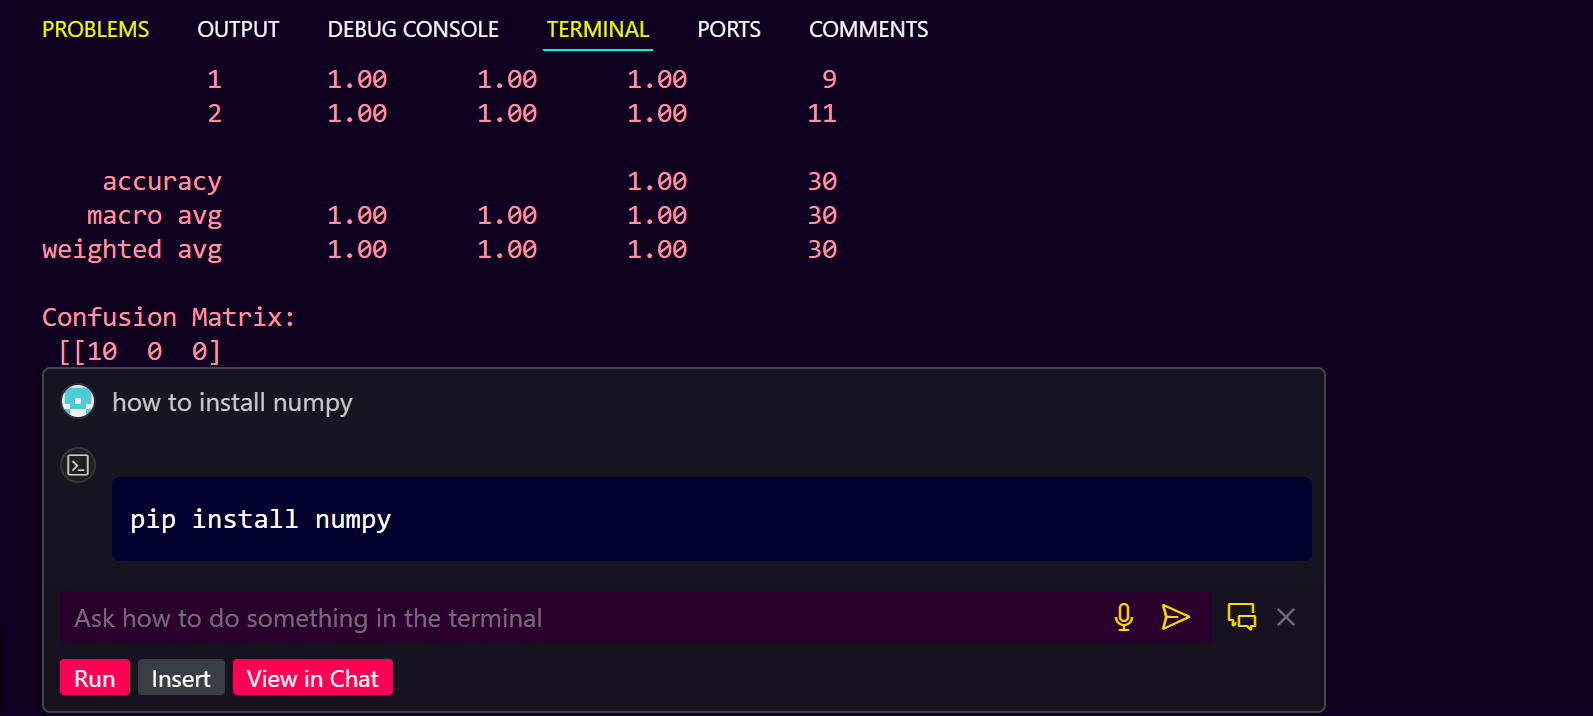 PROBLEMS OUTPUT DEBUG CONSOLE TERMINAL PORTS COMMENTS
1 1.00 1.00 1.00 9
2 1.00 1.00 1.00 11
accuracy 1.00 30
macro avg 1.00 1.00 1.00 30
weighted avg 1.00 1.00 1.00 30
Confusion Matrix:
[[10 0 0]
how to install numpy
pip install numpy
Ask how to do something in the terminal
Run Insert View in Chat